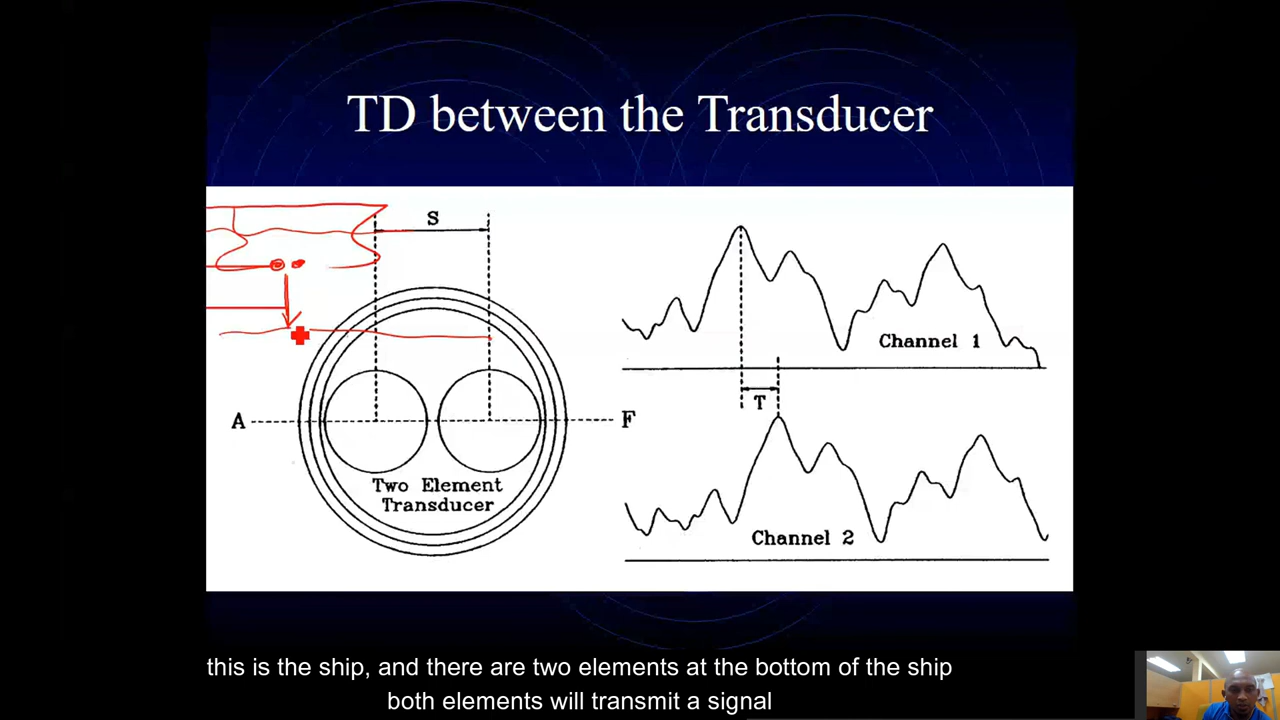 TD between the Transducer
S
Channel 1
T
A
F
Two Element
Transducer
Channel 2
this is the ship, and there are two elements at the bottom of the ship
both elements will transmit a signal